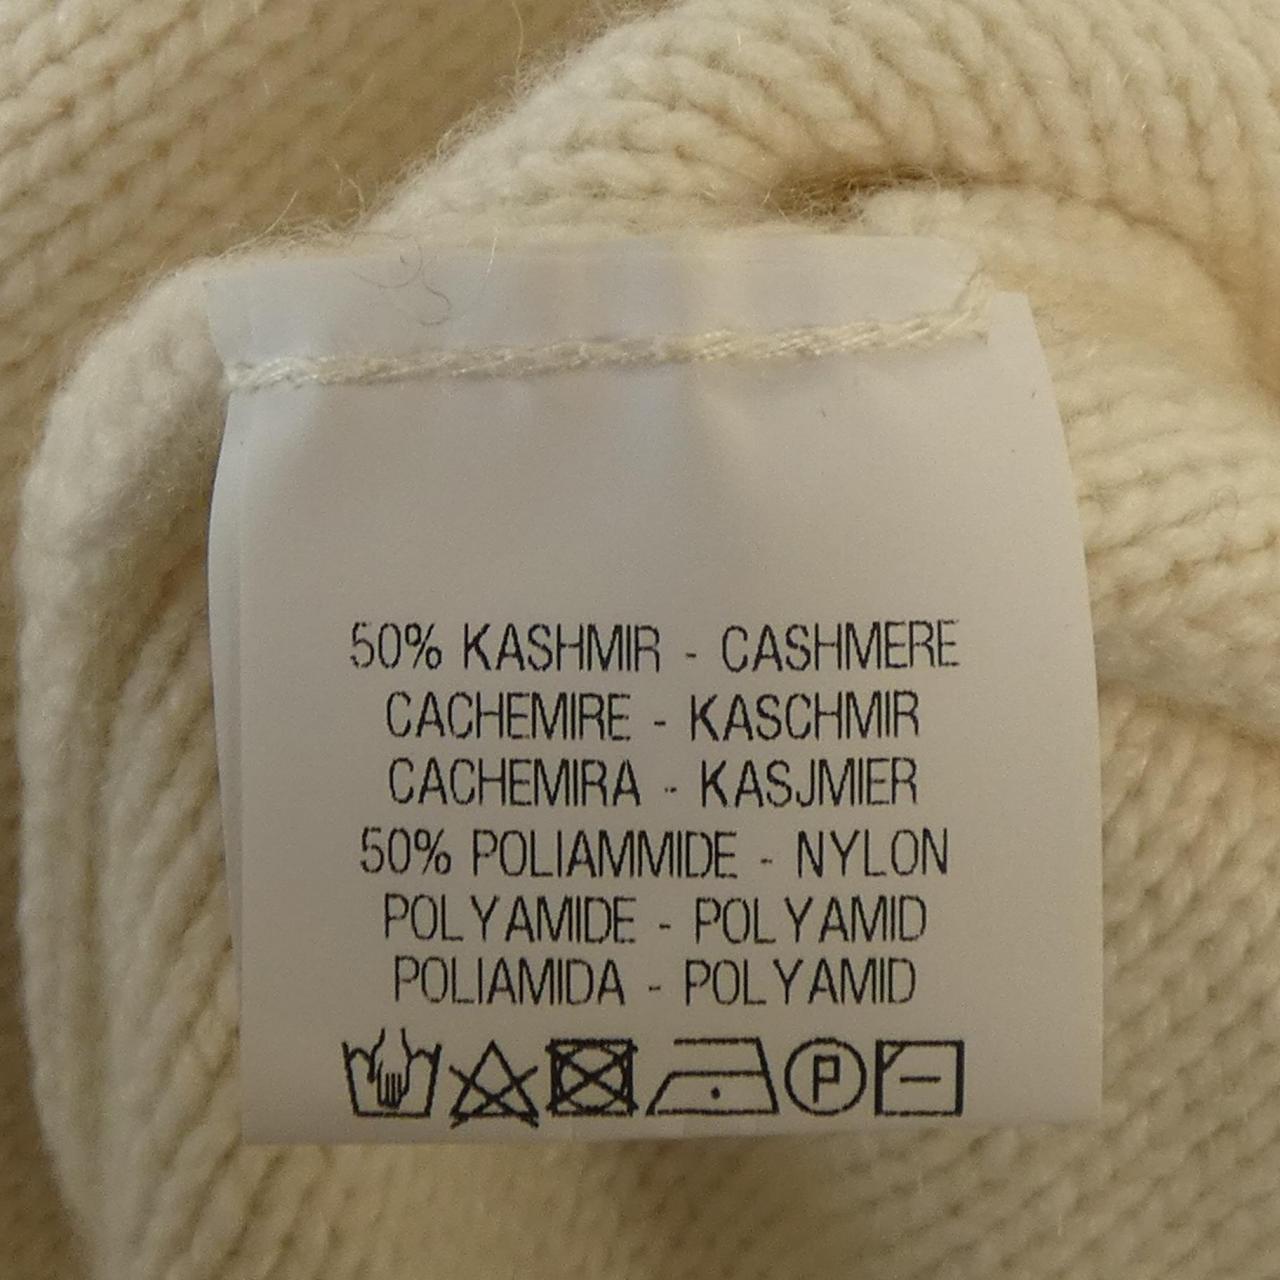 50% KASHMIR - CASHMERE
CACHEMIRE - KASCHMIR
CACHEMIRA - KASJMIER
50% POLIAMMIDE - NYLON
POLYAMIDE - POLYAMID
POLIAMIDA - POLYAMID
P